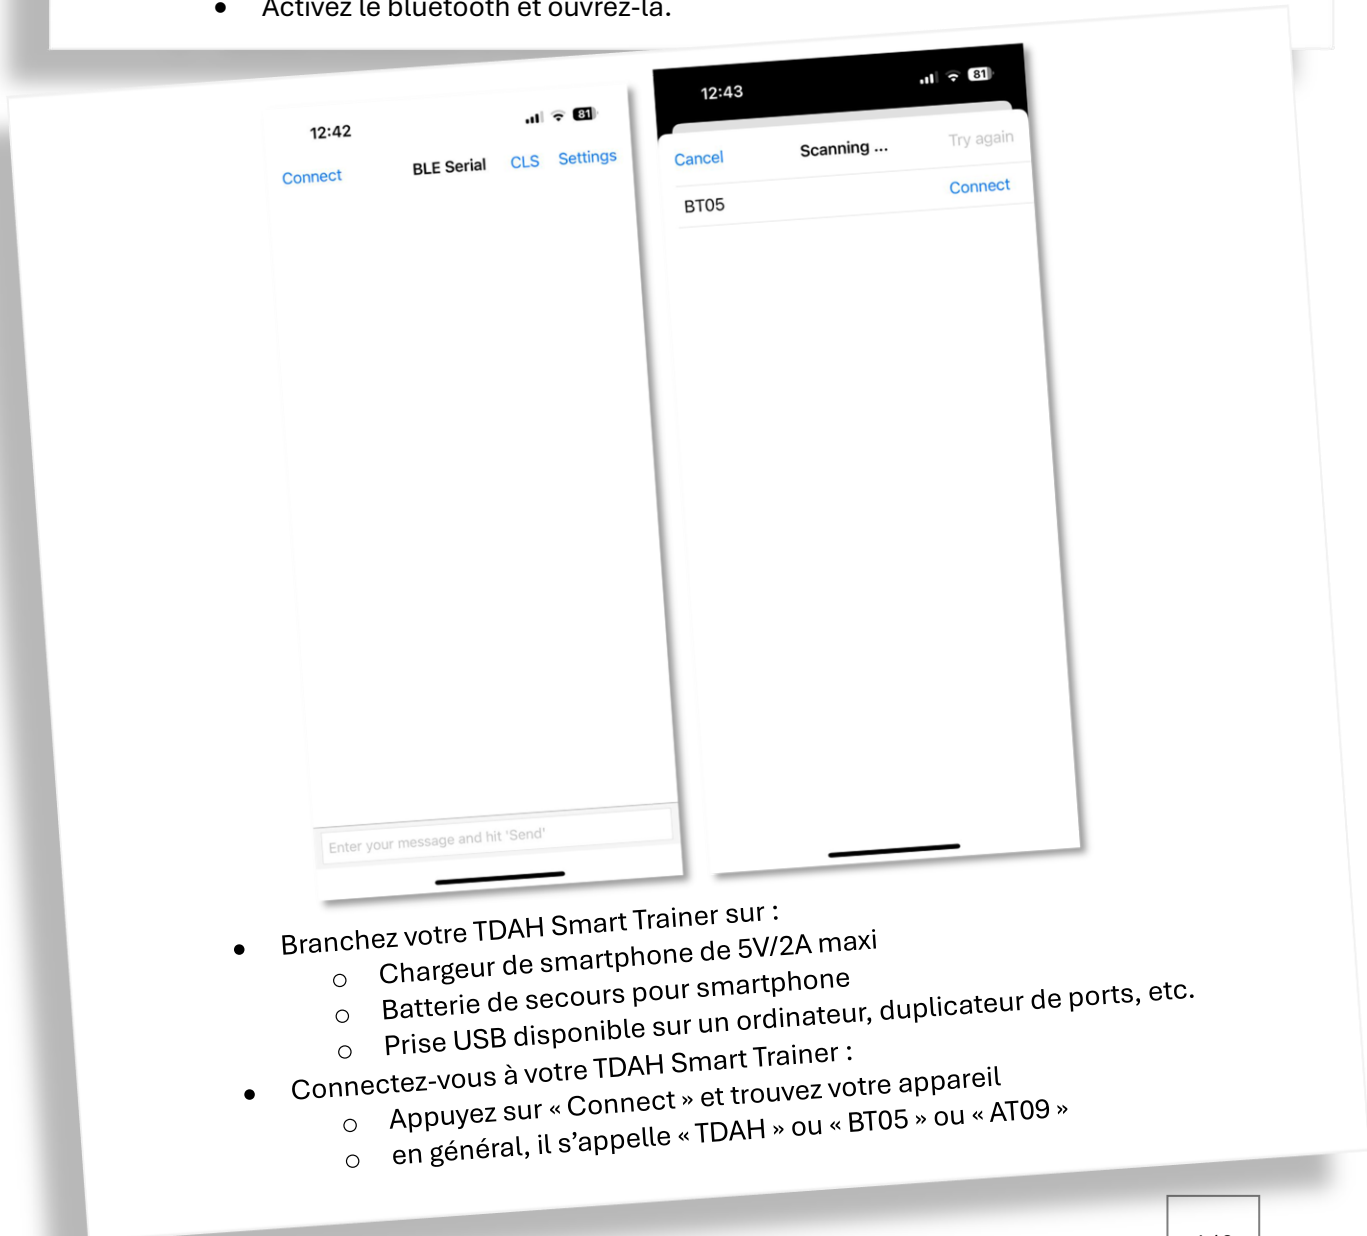 Activez le bluetooth et ouvrez-la.
12:42
81
Connect
BLE Serial
CLS
Settings
Enter your message and hit 'Send'
12:43
81
Cancel
Scanning ...
Try again
BT05
Connect
Branchez votre TDAH Smart Trainer sur :
Chargeur de smartphone de 5V/2A maxi
Batterie de secours pour smartphone
Prise USB disponible sur un ordinateur, duplicateur de ports, etc.
Connectez-vous à votre TDAH Smart Trainer :
Appuyez sur « Connect » et trouvez votre appareil
en général, il s’appelle « TDAH » ou « BT05 » ou « AT09 »